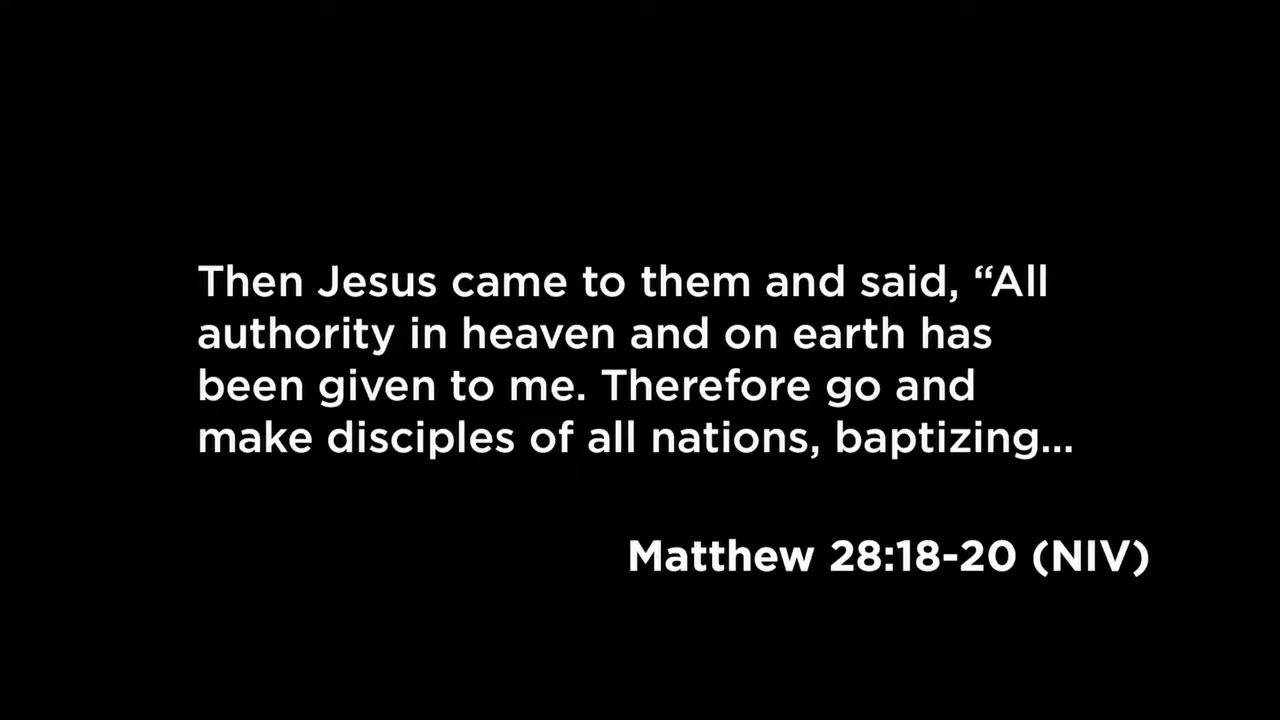 Then Jesus came to them and said, “All
authority in heaven and on earth has
been given to me. Therefore go and
make disciples of all nations, baptizing...
Matthew 28:18-20 (NIV)